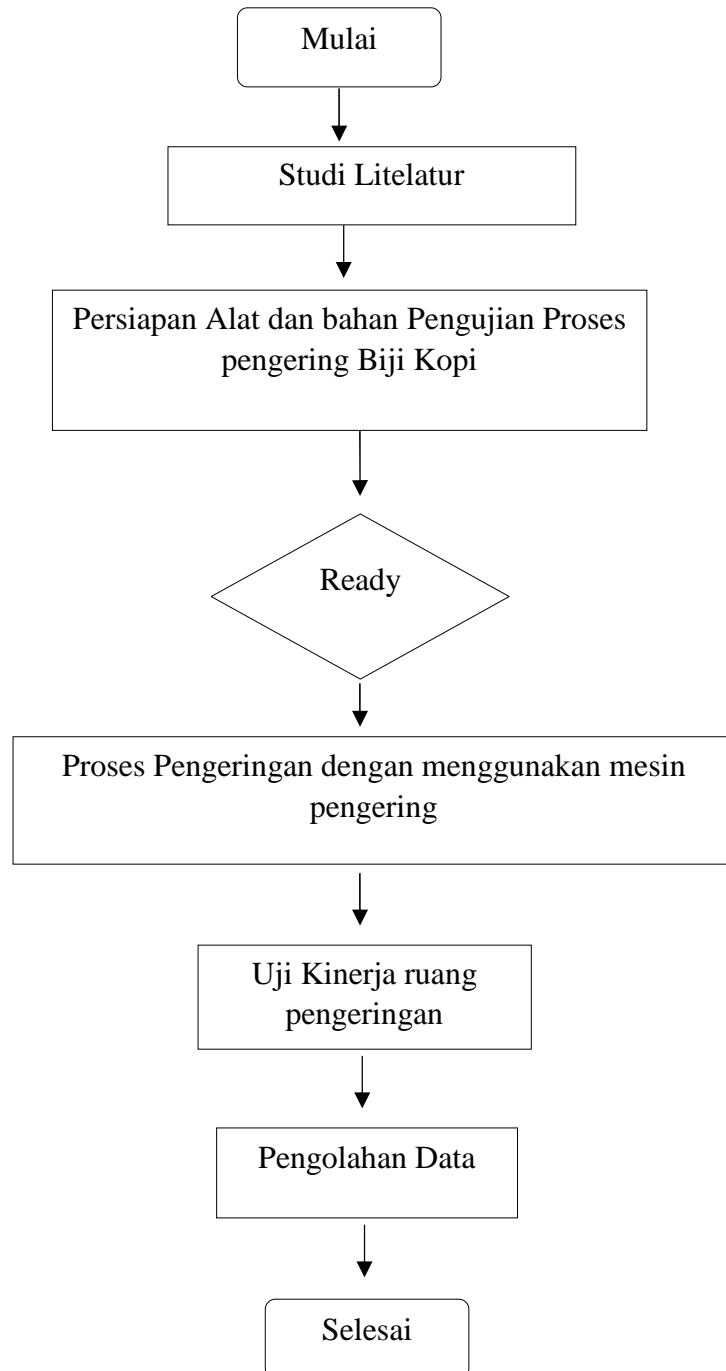 Mulai
Studi Litelatur
Persiapan Alat dan bahan Pengujian Proses
pengering Biji Kopi
Ready
Proses Pengeringan dengan menggunakan mesin
pengering
Uji Kinerja ruang
pengeringan
Pengolahan Data
Selesai